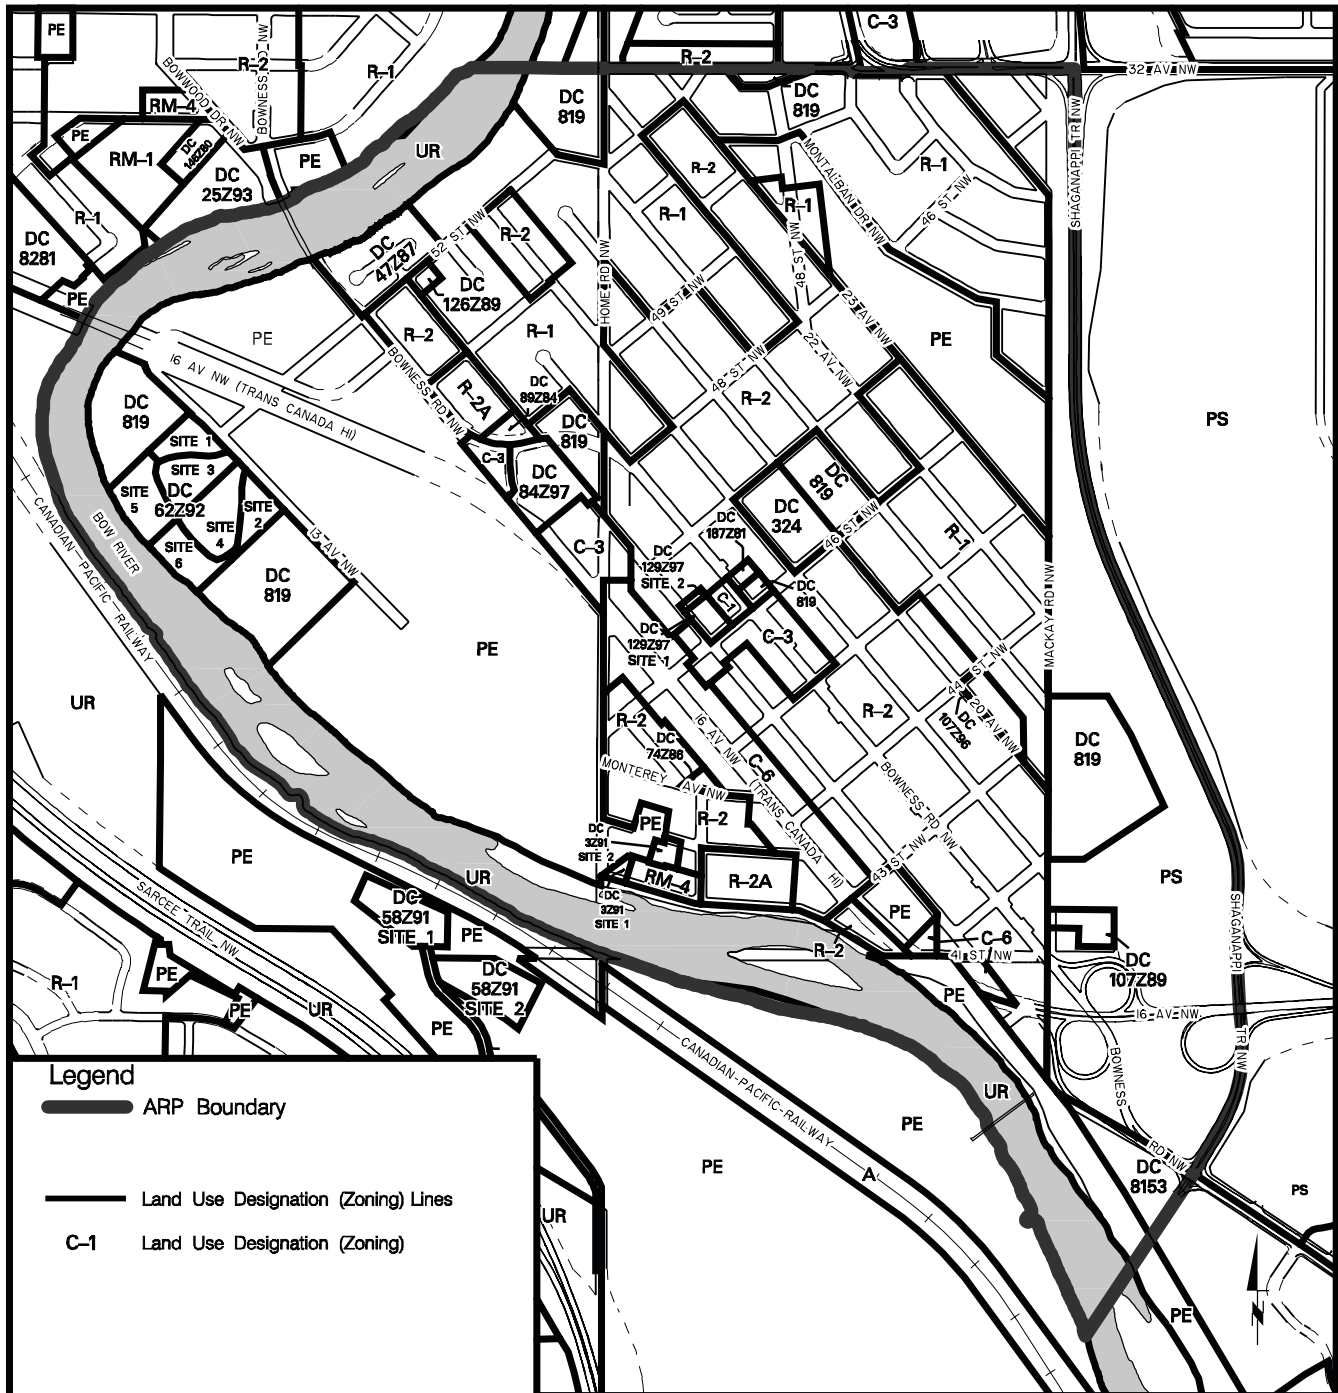 PE
R-2
BOWNESS RD NW
BOWWOOD DR NW
R-1
RM-4
PE
RM-1
DC
146Z80
DC
25Z93
PE
UR
R-1
DC
8281
PE
C-3
R-2
32 AV NW
DC
819
DC
819
SHAGANAPPI TR NW
MONTALBAN DR NW
R-1
46 ST NW
R-2
R-1
R-1
48 ST NW
DC
47Z87
52 ST NW
R-2
DC
126Z89
HOME RD NW
49 ST NW
23 AV NW
PE
PE
R-2
R-1
22 AV NW
48 ST NW
16 AV NW (TRANS CANADA HI)
BOWNESS RD NW
R-2A
DC
89Z84
R-2
PS
DC
819
SITE 1
SITE 3
SITE
5
DC
62Z92
SITE
4
SITE
2
SITE
6
C-3
DC
84Z97
DC
819
DC
819
DC
324
46 ST NW
R-1
DC
187Z81
CANADIAN-PACIFIC-RAILWAY
BOW RIVER
13 AV NW
DC
819
C-3
DC
129Z97
SITE 2
C-1
DC
819
DC
129Z97
SITE 1
C-3
MACKAY RD NW
PE
UR
44 ST NW
20 AV NW
DC
107Z96
R-2
R-2
DC
74Z86
16 AV NW (TRANS CANADA HI)
C-6
MONTEREY AV NW
BOWNESS RD NW
DC
819
PE
R-2
DC
3Z91
SITE 2
RM-4
R-2A
43 ST NW
PE
UR
PS
SHAGANAPPI TR NW
SARCEE TRAIL NW
DC
58Z91
SITE 1
PE
DC
3Z91
SITE 1
R-2
C-6
41 ST NW
DC
107Z89
R-1
PE
PE
UR
DC
58Z91
SITE 2
PE
PE
16 AV NW
CANADIAN-PACIFIC-RAILWAY
UR
BOWNESS RD NW
PE
PE
A
DC
8153
PS
UR
PE
Legend
ARP Boundary
Land Use Designation (Zoning) Lines
C-1 Land Use Designation (Zoning)
N